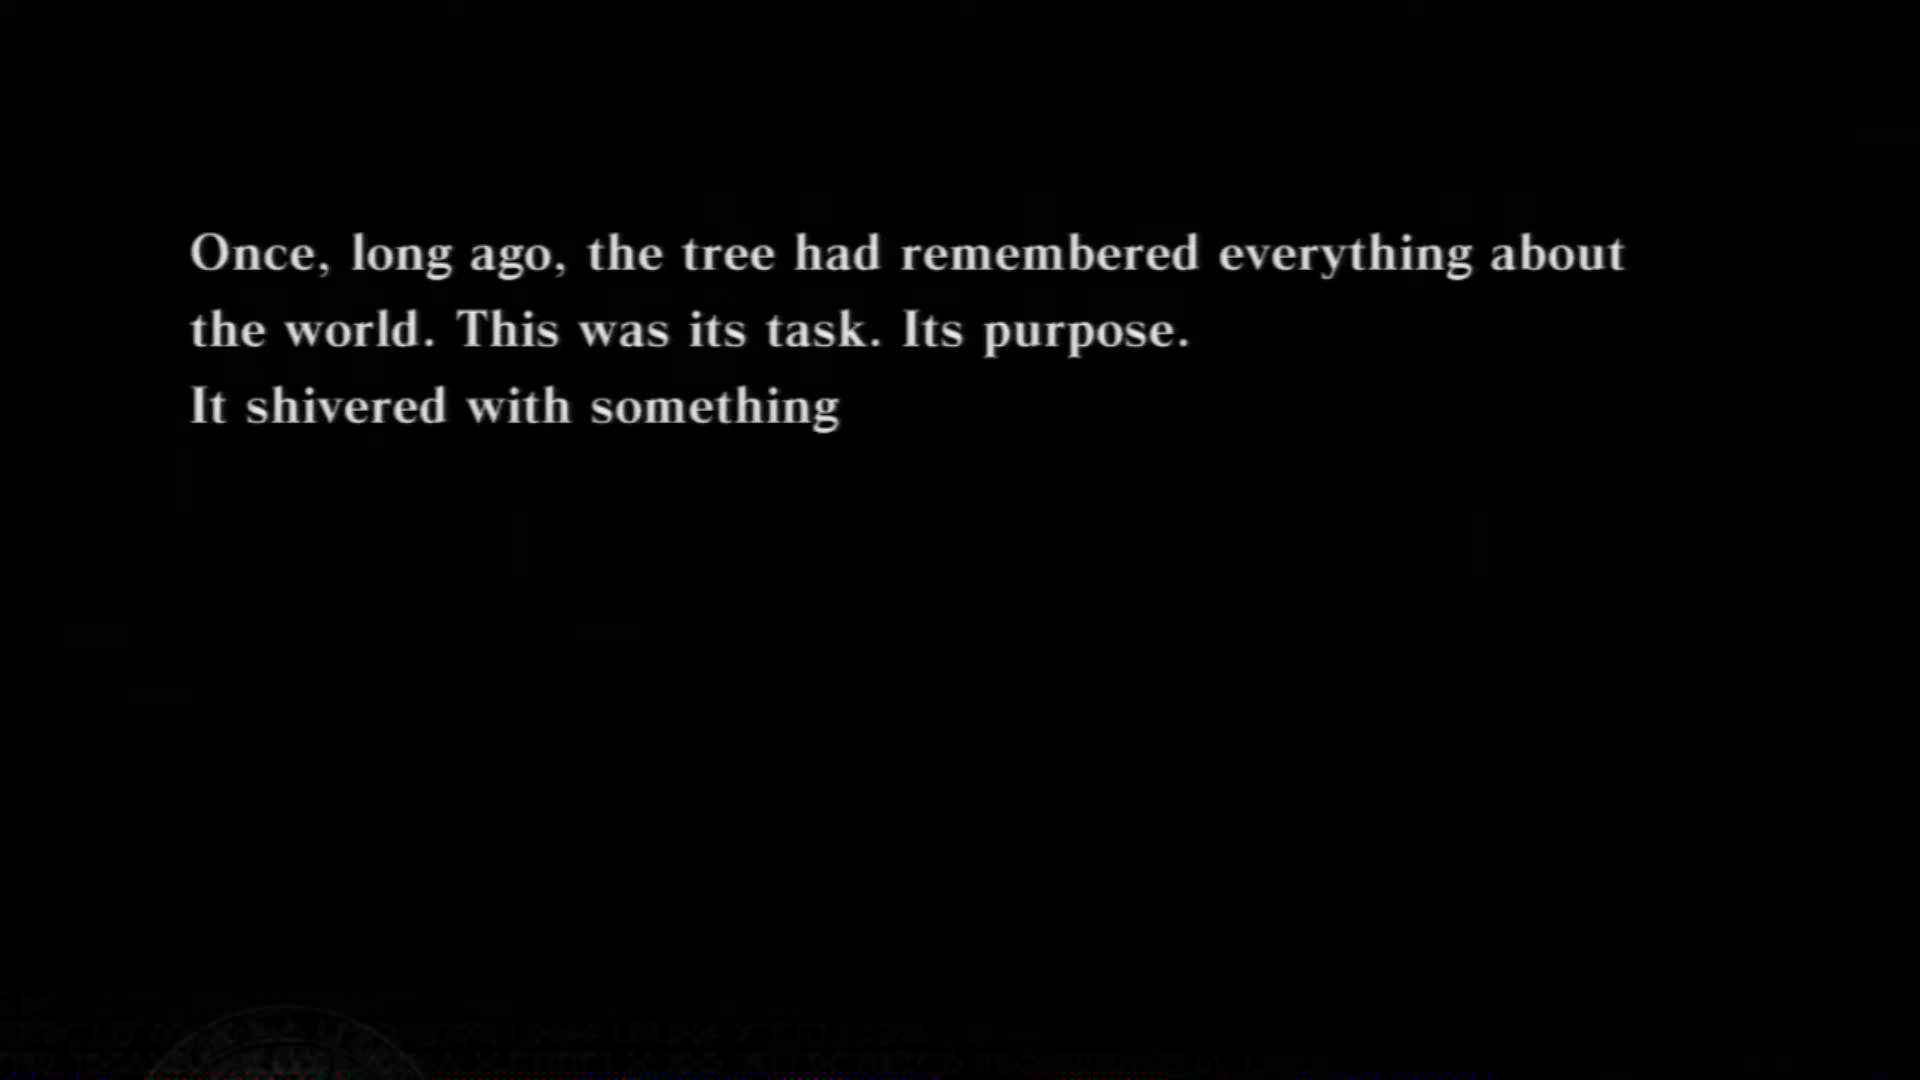 Once, long ago, the tree had remembered everything about
the world. This was its task. Its purpose.
It shivered with something